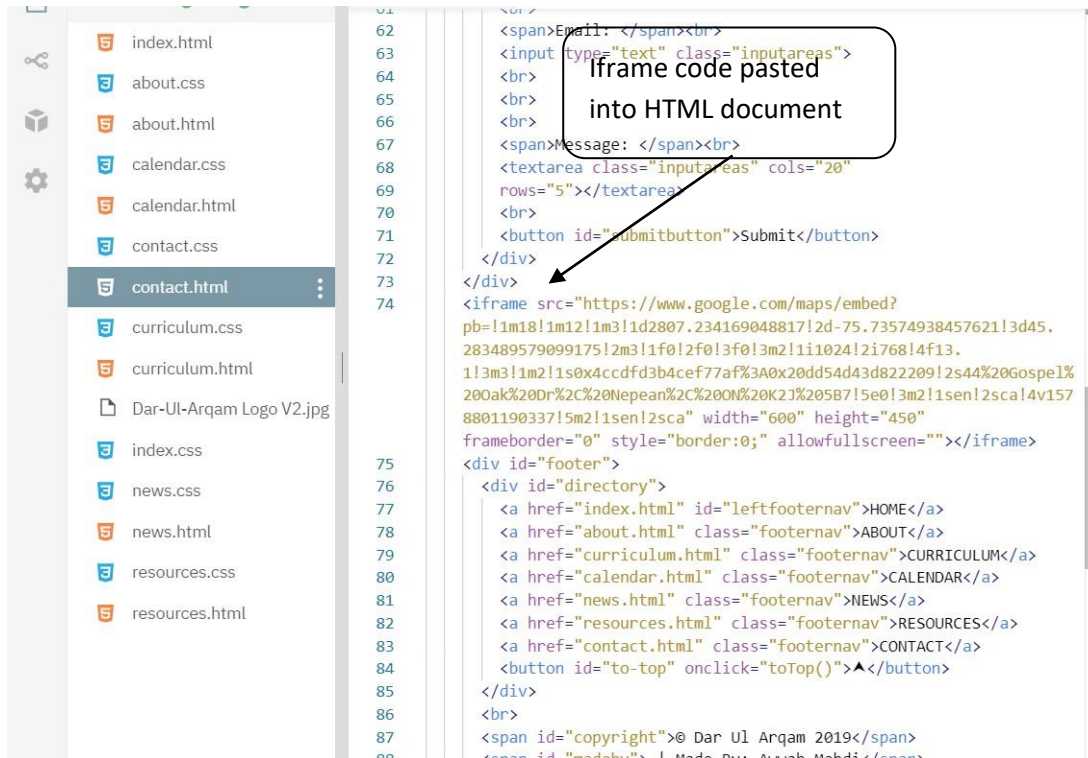 index.html
about.css
about.html
calendar.css
calendar.html
contact.css
contact.html
curriculum.css
curriculum.html
Dar-Ul-Arqam Logo V2.jpg
index.css
news.css
news.html
resources.css
resources.html
Iframe code pasted
into HTML document
61 <br>
62 <span>Email: </span><br>
63 <input type="text" class="inputareas">
64 <br>
65 <br>
66 <br>
67 <span>Message: </span><br>
68 <textarea class="inputareas" cols="20"
69 rows="5"></textarea>
70 <br>
71 <button id="submitbutton">Submit</button>
72 </div>
73 </div>
74 <iframe src="https://www.google.com/maps/embed?
pb=!1m18!1m12!1m3!1d2807.234169048817!2d-75.73574938457621!3d45.
283489579099175!2m3!1f0!2f0!3f0!3m2!1i1024!2i768!4f13.
1!3m3!1m2!1s0x4ccdfd3b4cef77af%3A0x20dd54d43d822209!2s44%20Gospel%
20Oak%20Dr%2C%20Nepean%2C%20ON%20K2J%205B7!5e0!3m2!1sen!2sca!4v157
8801190337!5m2!1sen!2sca" width="600" height="450"
frameborder="0" style="border:0;" allowfullscreen=""></iframe>
75 <div id="footer">
76 <div id="directory">
77 <a href="index.html" id="leftfooternav">HOME</a>
78 <a href="about.html" class="footernav">ABOUT</a>
79 <a href="curriculum.html" class="footernav">CURRICULUM</a>
80 <a href="calendar.html" class="footernav">CALENDAR</a>
81 <a href="news.html" class="footernav">NEWS</a>
82 <a href="resources.html" class="footernav">RESOURCES</a>
83 <a href="contact.html" class="footernav">CONTACT</a>
84 <button id="to-top" onclick="toTop()">⮝</button>
85 </div>
86 <br>
87 <span id="copyright">© Dar Ul Arqam 2019</span>
88 <span id="madeby"> | Made By: Ayyah Mahdi</span>